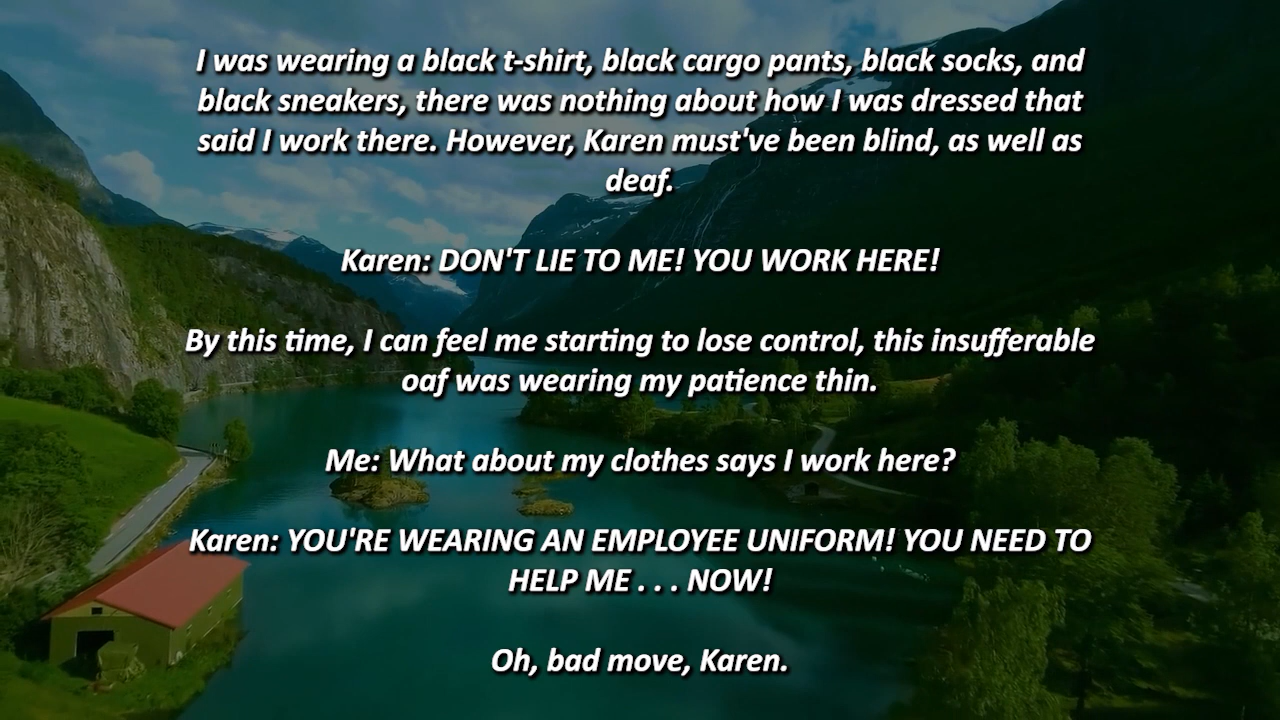 I was wearing a black t-shirt, black cargo pants, black socks, and
black sneakers, there was nothing about how I was dressed that
said I work there. However, Karen must've been blind, as well as
deaf.
Karen: DON'T LIE TO ME! YOU WORK HERE!
By this time, I can feel me starting to lose control, this insufferable
oaf was wearing my patience thin.
Me: What about my clothes says I work here?
Karen: YOU'RE WEARING AN EMPLOYEE UNIFORM! YOU NEED TO
HELP ME . . . NOW!
Oh, bad move, Karen.